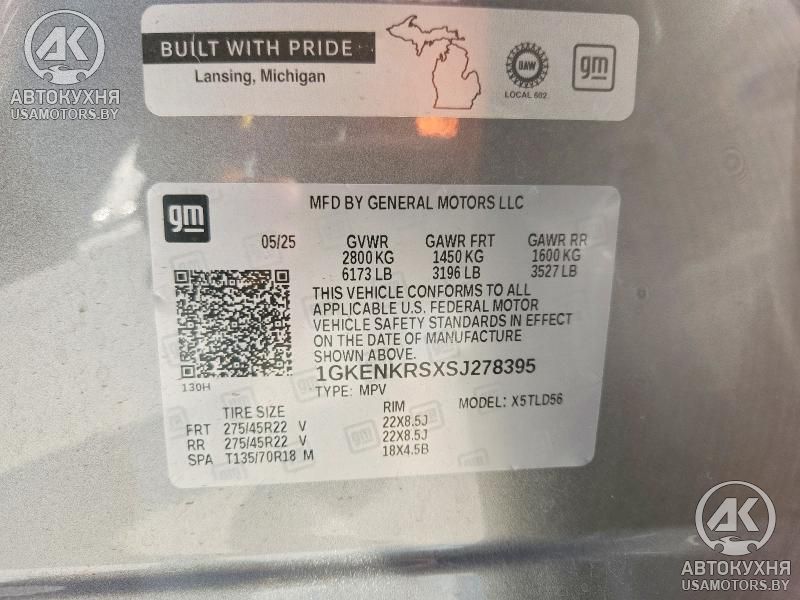 AK
АВТОКУХНЯ
USAMOTORS.BY
BUILT WITH PRIDE
Lansing, Michigan
UAW
LOCAL 602
gm
gm
MFD BY GENERAL MOTORS LLC
05/25 GVWR GAWR FRT GAWR RR
2800 KG 1450 KG 1600 KG
6173 LB 3196 LB 3527 LB
THIS VEHICLE CONFORMS TO ALL
APPLICABLE U.S. FEDERAL MOTOR
VEHICLE SAFETY STANDARDS IN EFFECT
ON THE DATE OF MANUFACTURE
SHOWN ABOVE.
1GKENKRSXSJ278395
130H
TYPE: MPV
MODEL: X5TLD56
TIRE SIZE RIM
FRT 275/45R22 V 22X8.5J
RR 275/45R22 V 22X8.5J
SPA T135/70R18 M 18X4.5B
AK
АВТОКУХНЯ
USAMOTORS.BY